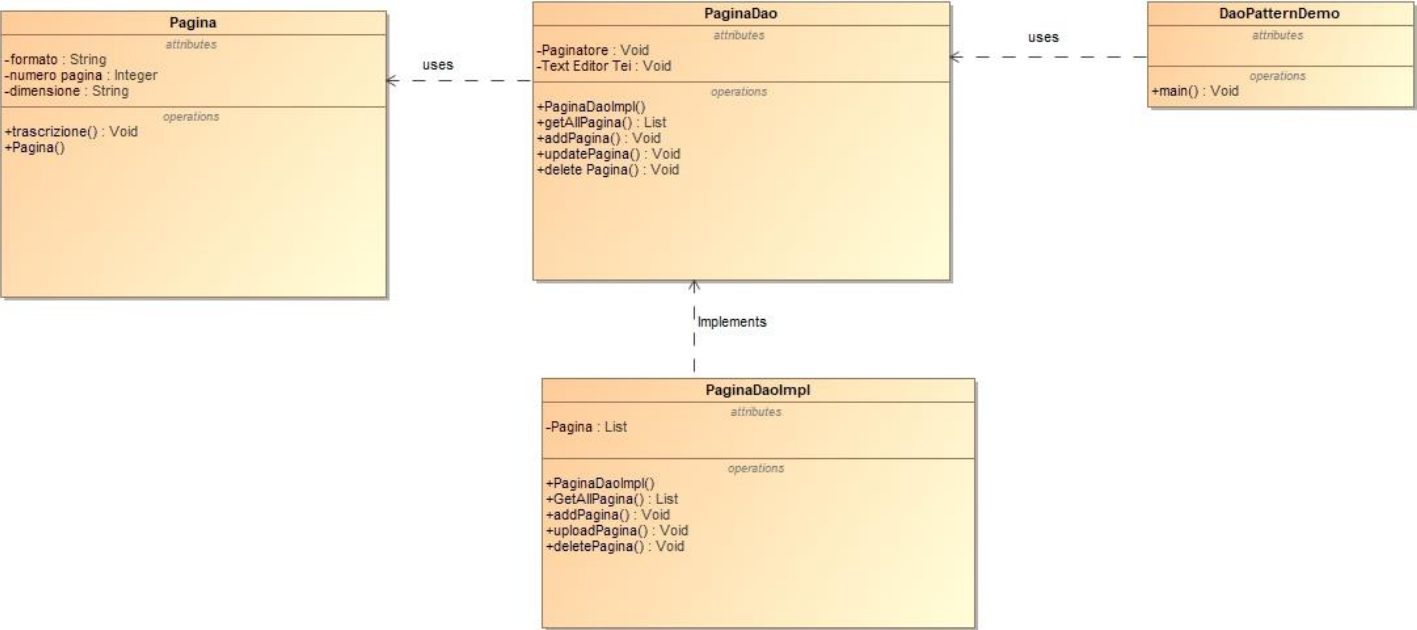 Pagina
attributes
-formato : String
-numero pagina : Integer
-dimensione : String
operations
+trascrizione() : Void
+Pagina()
uses
PaginaDao
attributes
-Paginatore : Void
-Text Editor Tei : Void
operations
+PaginaDaoImpl()
+getAllPagina() : List
+addPagina() : Void
+updatePagina() : Void
+delete Pagina() : Void
uses
DaoPatternDemo
attributes
operations
+main() : Void
Implements
PaginaDaoImpl
attributes
-Pagina : List
operations
+PaginaDaoImpl()
+GetAllPagina() : List
+addPagina() : Void
+uploadPagina() : Void
+deletePagina() : Void